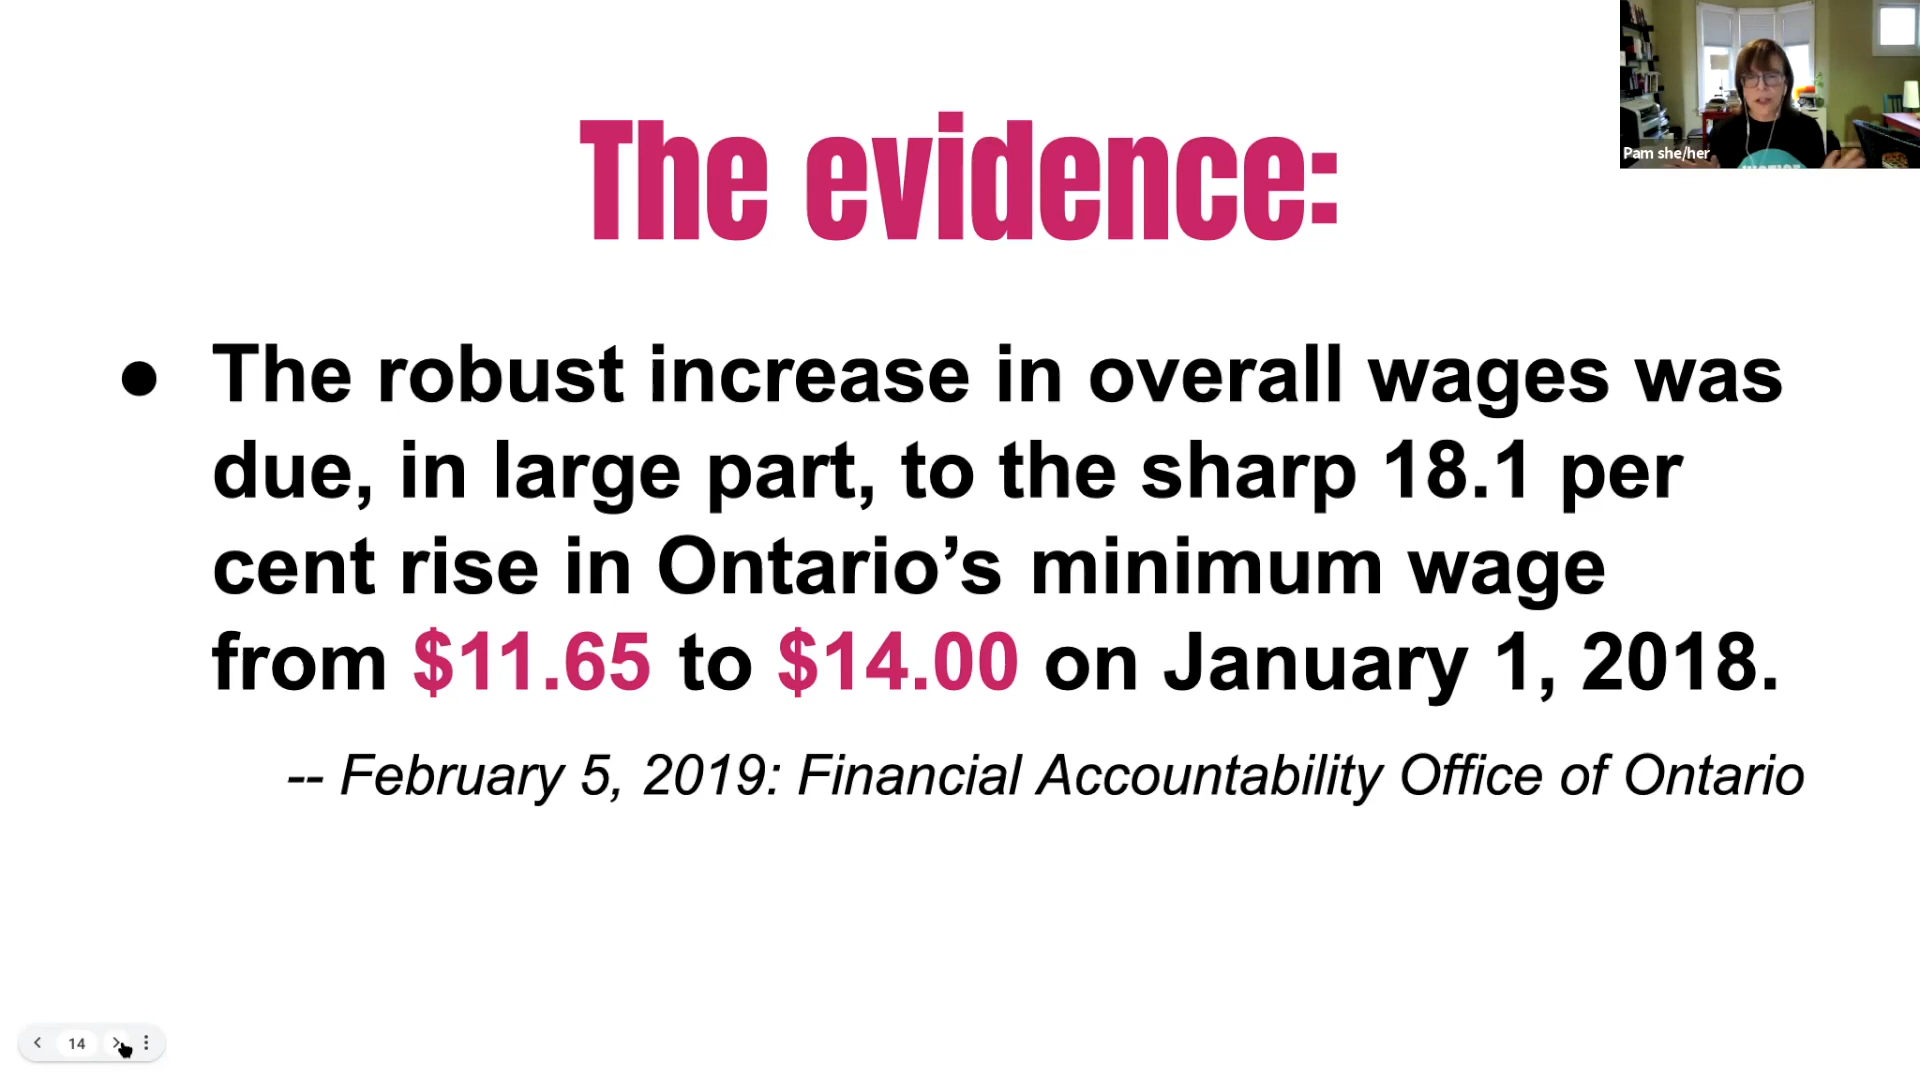 The evidence:
Pam she/her
● The robust increase in overall wages was
due, in large part, to the sharp 18.1 per
cent rise in Ontario’s minimum wage
from $11.65 to $14.00 on January 1, 2018.
-- February 5, 2019: Financial Accountability Office of Ontario
14